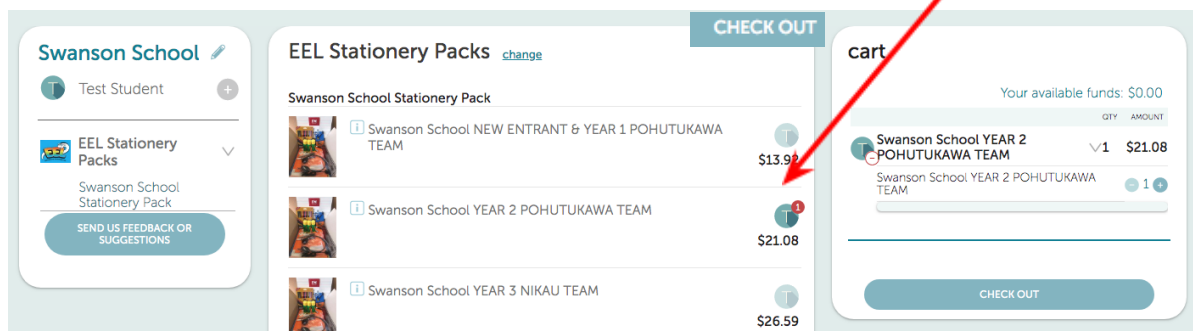 Swanson School
T Test Student +
EEL Stationery
Packs
Swanson School
Stationery Pack
SEND US FEEDBACK OR
SUGGESTIONS
CHECK OUT
EEL Stationery Packs change
Swanson School Stationery Pack
i Swanson School NEW ENTRANT & YEAR 1 POHUTUKAWA
TEAM
T
$13.92
i Swanson School YEAR 2 POHUTUKAWA TEAM
T 1
$21.08
i Swanson School YEAR 3 NIKAU TEAM
T
$26.59
cart
Your available funds: $0.00
QTY AMOUNT
T Swanson School YEAR 2
POHUTUKAWA TEAM
1 $21.08
Swanson School YEAR 2 POHUTUKAWA
TEAM
- 1 +
CHECK OUT